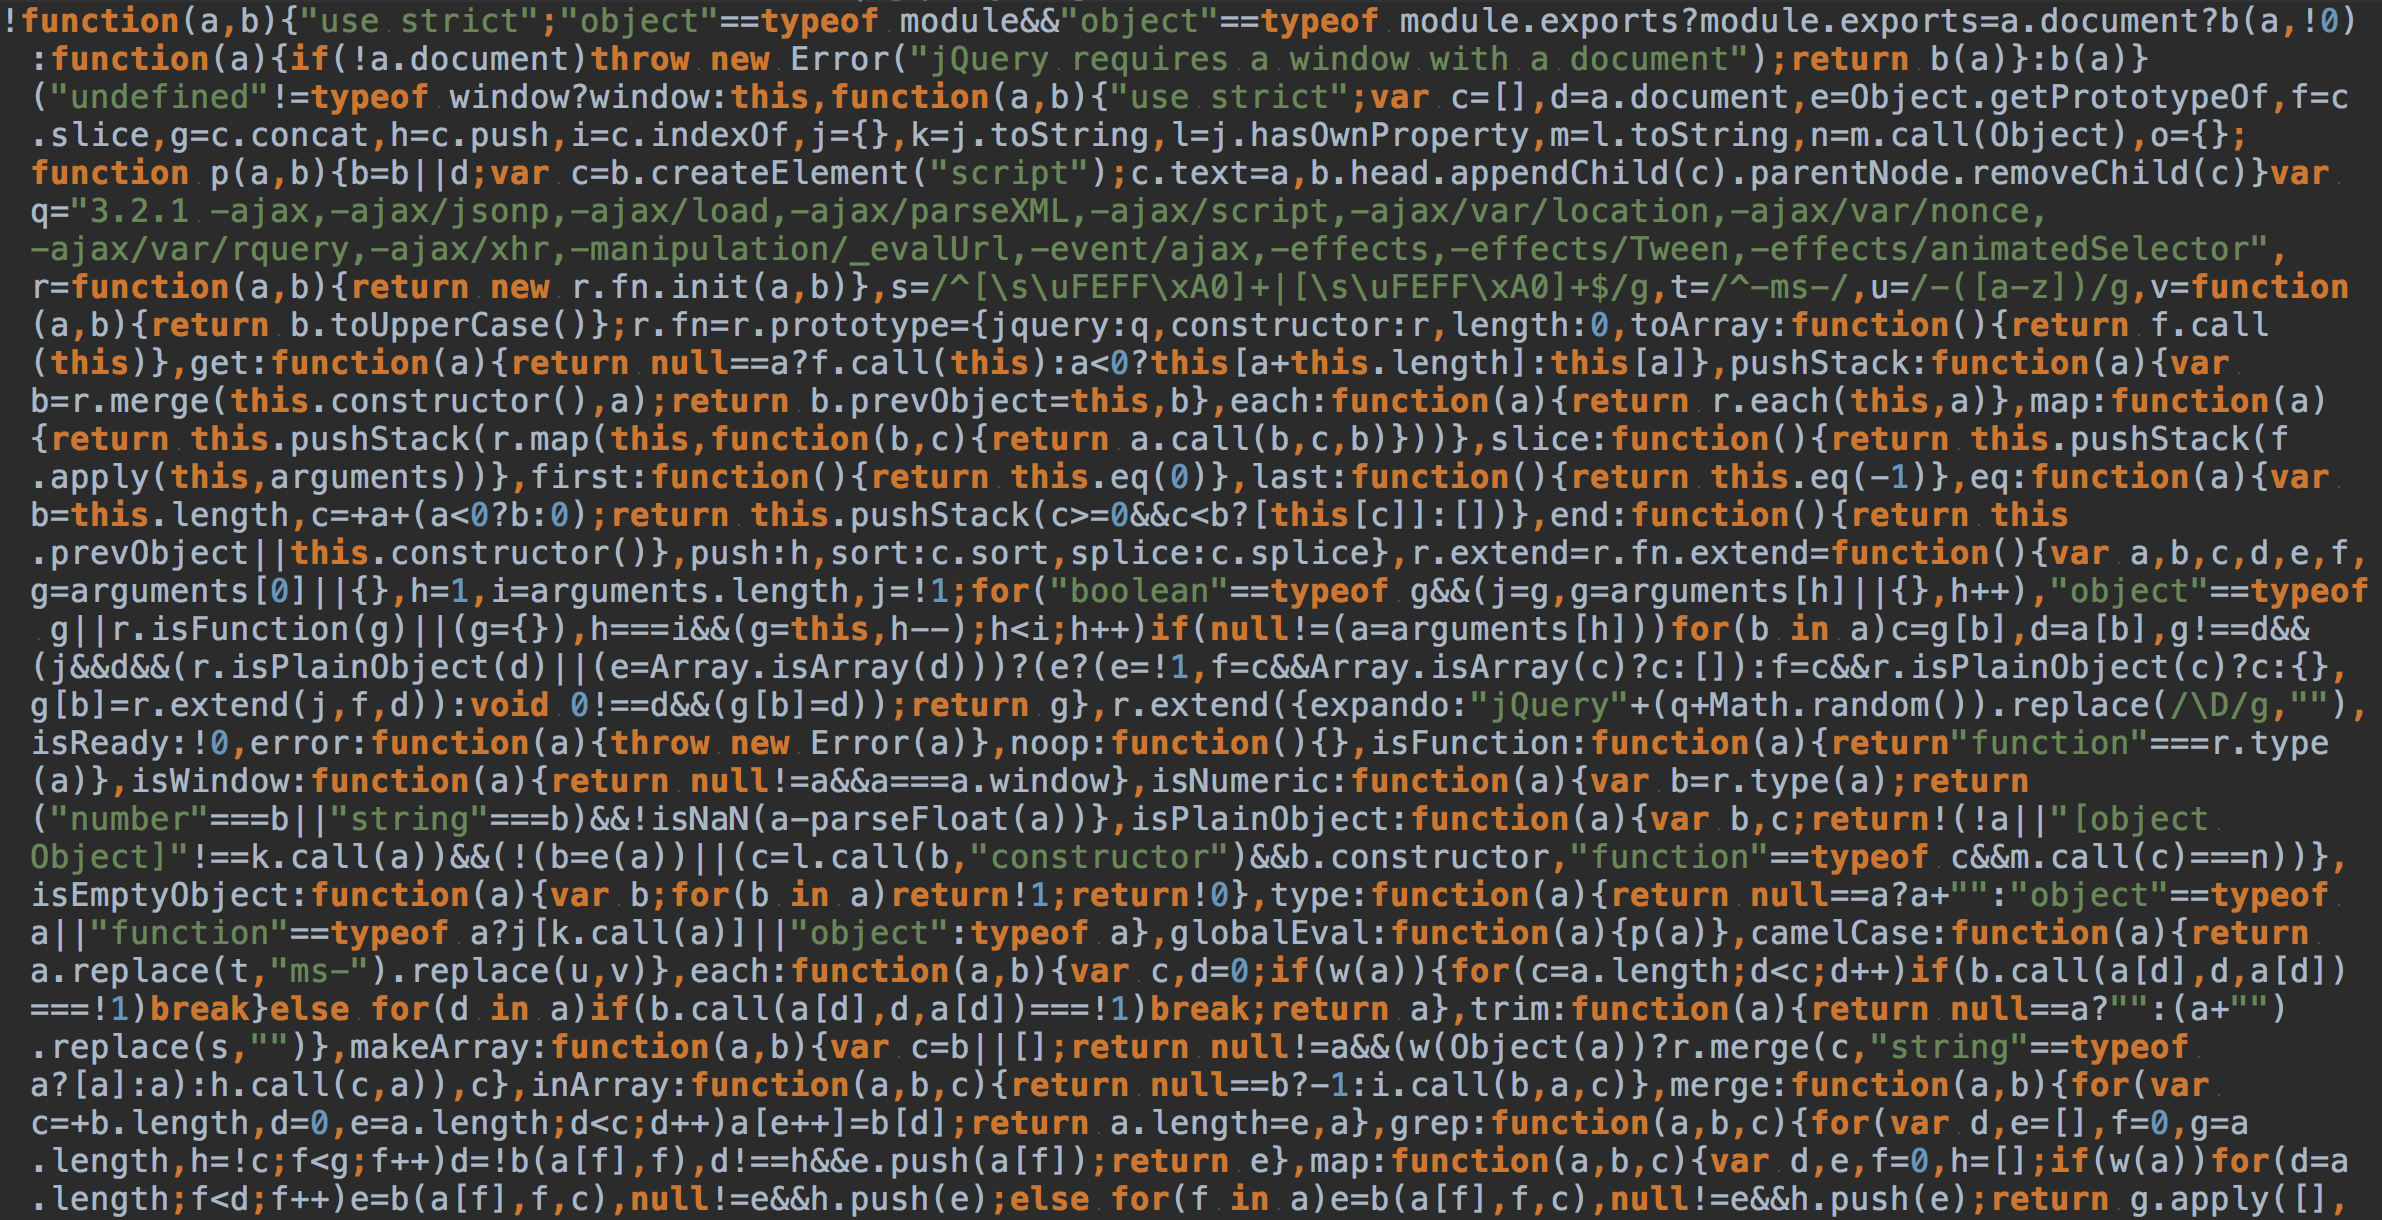 !function(a,b){"use strict";"object"==typeof module&&"object"==typeof module.exports?module.exports=a.document?b(a,!0)
:function(a){if(!a.document)throw new Error("jQuery requires a window with a document");return b(a)}:b(a)}
("undefined"!=typeof window?window:this,function(a,b){"use strict";var c=[],d=a.document,e=Object.getPrototypeOf,f=c
.slice,g=c.concat,h=c.push,i=c.indexOf,j={},k=j.toString,l=j.hasOwnProperty,m=l.toString,n=m.call(Object),o={};
function p(a,b){b=b||d;var c=b.createElement("script");c.text=a,b.head.appendChild(c).parentNode.removeChild(c)}var
q="3.2.1 -ajax,-ajax/jsonp,-ajax/load,-ajax/parseXML,-ajax/script,-ajax/var/location,-ajax/var/nonce,
-ajax/var/rquery,-ajax/xhr,-manipulation/_evalUrl,-event/ajax,-effects,-effects/Tween,-effects/animatedSelector",
r=function(a,b){return new r.fn.init(a,b)},s=/^[\s\uFEFF\xA0]+|[\s\uFEFF\xA0]+$/g,t=/^-ms-/,u=/-([a-z])/g,v=function
(a,b){return b.toUpperCase()};r.fn=r.prototype={jquery:q,constructor:r,length:0,toArray:function(){return f.call
(this)},get:function(a){return null==a?f.call(this):a<0?this[a+this.length]:this[a]},pushStack:function(a){var
b=r.merge(this.constructor(),a);return b.prevObject=this,b},each:function(a){return r.each(this,a)},map:function(a)
{return this.pushStack(r.map(this,function(b,c){return a.call(b,c,b)}))},slice:function(){return this.pushStack(f
.apply(this,arguments))},first:function(){return this.eq(0)},last:function(){return this.eq(-1)},eq:function(a){var
b=this.length,c=+a+(a<0?b:0);return this.pushStack(c>=0&&c<b?[this[c]]:[])},end:function(){return this
.prevObject||this.constructor()},push:h,sort:c.sort,splice:c.splice},r.extend=r.fn.extend=function(){var a,b,c,d,e,f,
g=arguments[0]||{},h=1,i=arguments.length,j=!1;for("boolean"==typeof g&&(j=g,g=arguments[h]||{},h++),"object"==typeof
g||r.isFunction(g)||(g={}),h===i&&(g=this,h--);h<i;h++)if(null!=(a=arguments[h]))for(b in a)c=g[b],d=a[b],g!==d&&
(j&&d&&(r.isPlainObject(d)||(e=Array.isArray(d)))?(e?(e=!1,f=c&&Array.isArray(c)?c:[]):f=c&&r.isPlainObject(c)?c:{},
g[b]=r.extend(j,f,d)):void 0!==d&&(g[b]=d));return g},r.extend({expando:"jQuery"+(q+Math.random()).replace(/\D/g,""),
isReady:!0,error:function(a){throw new Error(a)},noop:function(){},isFunction:function(a){return"function"===r.type
(a)},isWindow:function(a){return null!=a&&a===a.window},isNumeric:function(a){var b=r.type(a);return
("number"===b||"string"===b)&&!isNaN(a-parseFloat(a))},isPlainObject:function(a){var b,c;return!(!a||"[object
Object]"!==k.call(a))&&(!(b=e(a))||(c=l.call(b,"constructor")&&b.constructor,"function"==typeof c&&m.call(c)===n))},
isEmptyObject:function(a){var b;for(b in a)return!1;return!0},type:function(a){return null==a?a+"":"object"==typeof
a||"function"==typeof a?j[k.call(a)]||"object":typeof a},globalEval:function(a){p(a)},camelCase:function(a){return
a.replace(t,"ms-").replace(u,v)},each:function(a,b){var c,d=0;if(w(a)){for(c=a.length;d<c;d++)if(b.call(a[d],d,a[d])
===!1)break}else for(d in a)if(b.call(a[d],d,a[d])===!1)break;return a},trim:function(a){return null==a?"":(a+"")
.replace(s,"")},makeArray:function(a,b){var c=b||[];return null!=a&&(w(Object(a))?r.merge(c,"string"==typeof
a?[a]:a):h.call(c,a)),c},inArray:function(a,b,c){return null==b?-1:i.call(b,a,c)},merge:function(a,b){for(var
c=+b.length,d=0,e=a.length;d<c;d++)a[e++]=b[d];return a.length=e,a},grep:function(a,b,c){for(var d,e=[],f=0,g=a
.length,h=!c;f<g;f++)d=!b(a[f],f),d!==h&&e.push(a[f]);return e},map:function(a,b,c){var d,e,f=0,h=[];if(w(a))for(d=a
.length;f<d;f++)e=b(a[f],f,c),null!=e&&h.push(e);else for(f in a)e=b(a[f],f,c),null!=e&&h.push(e);return g.apply([],